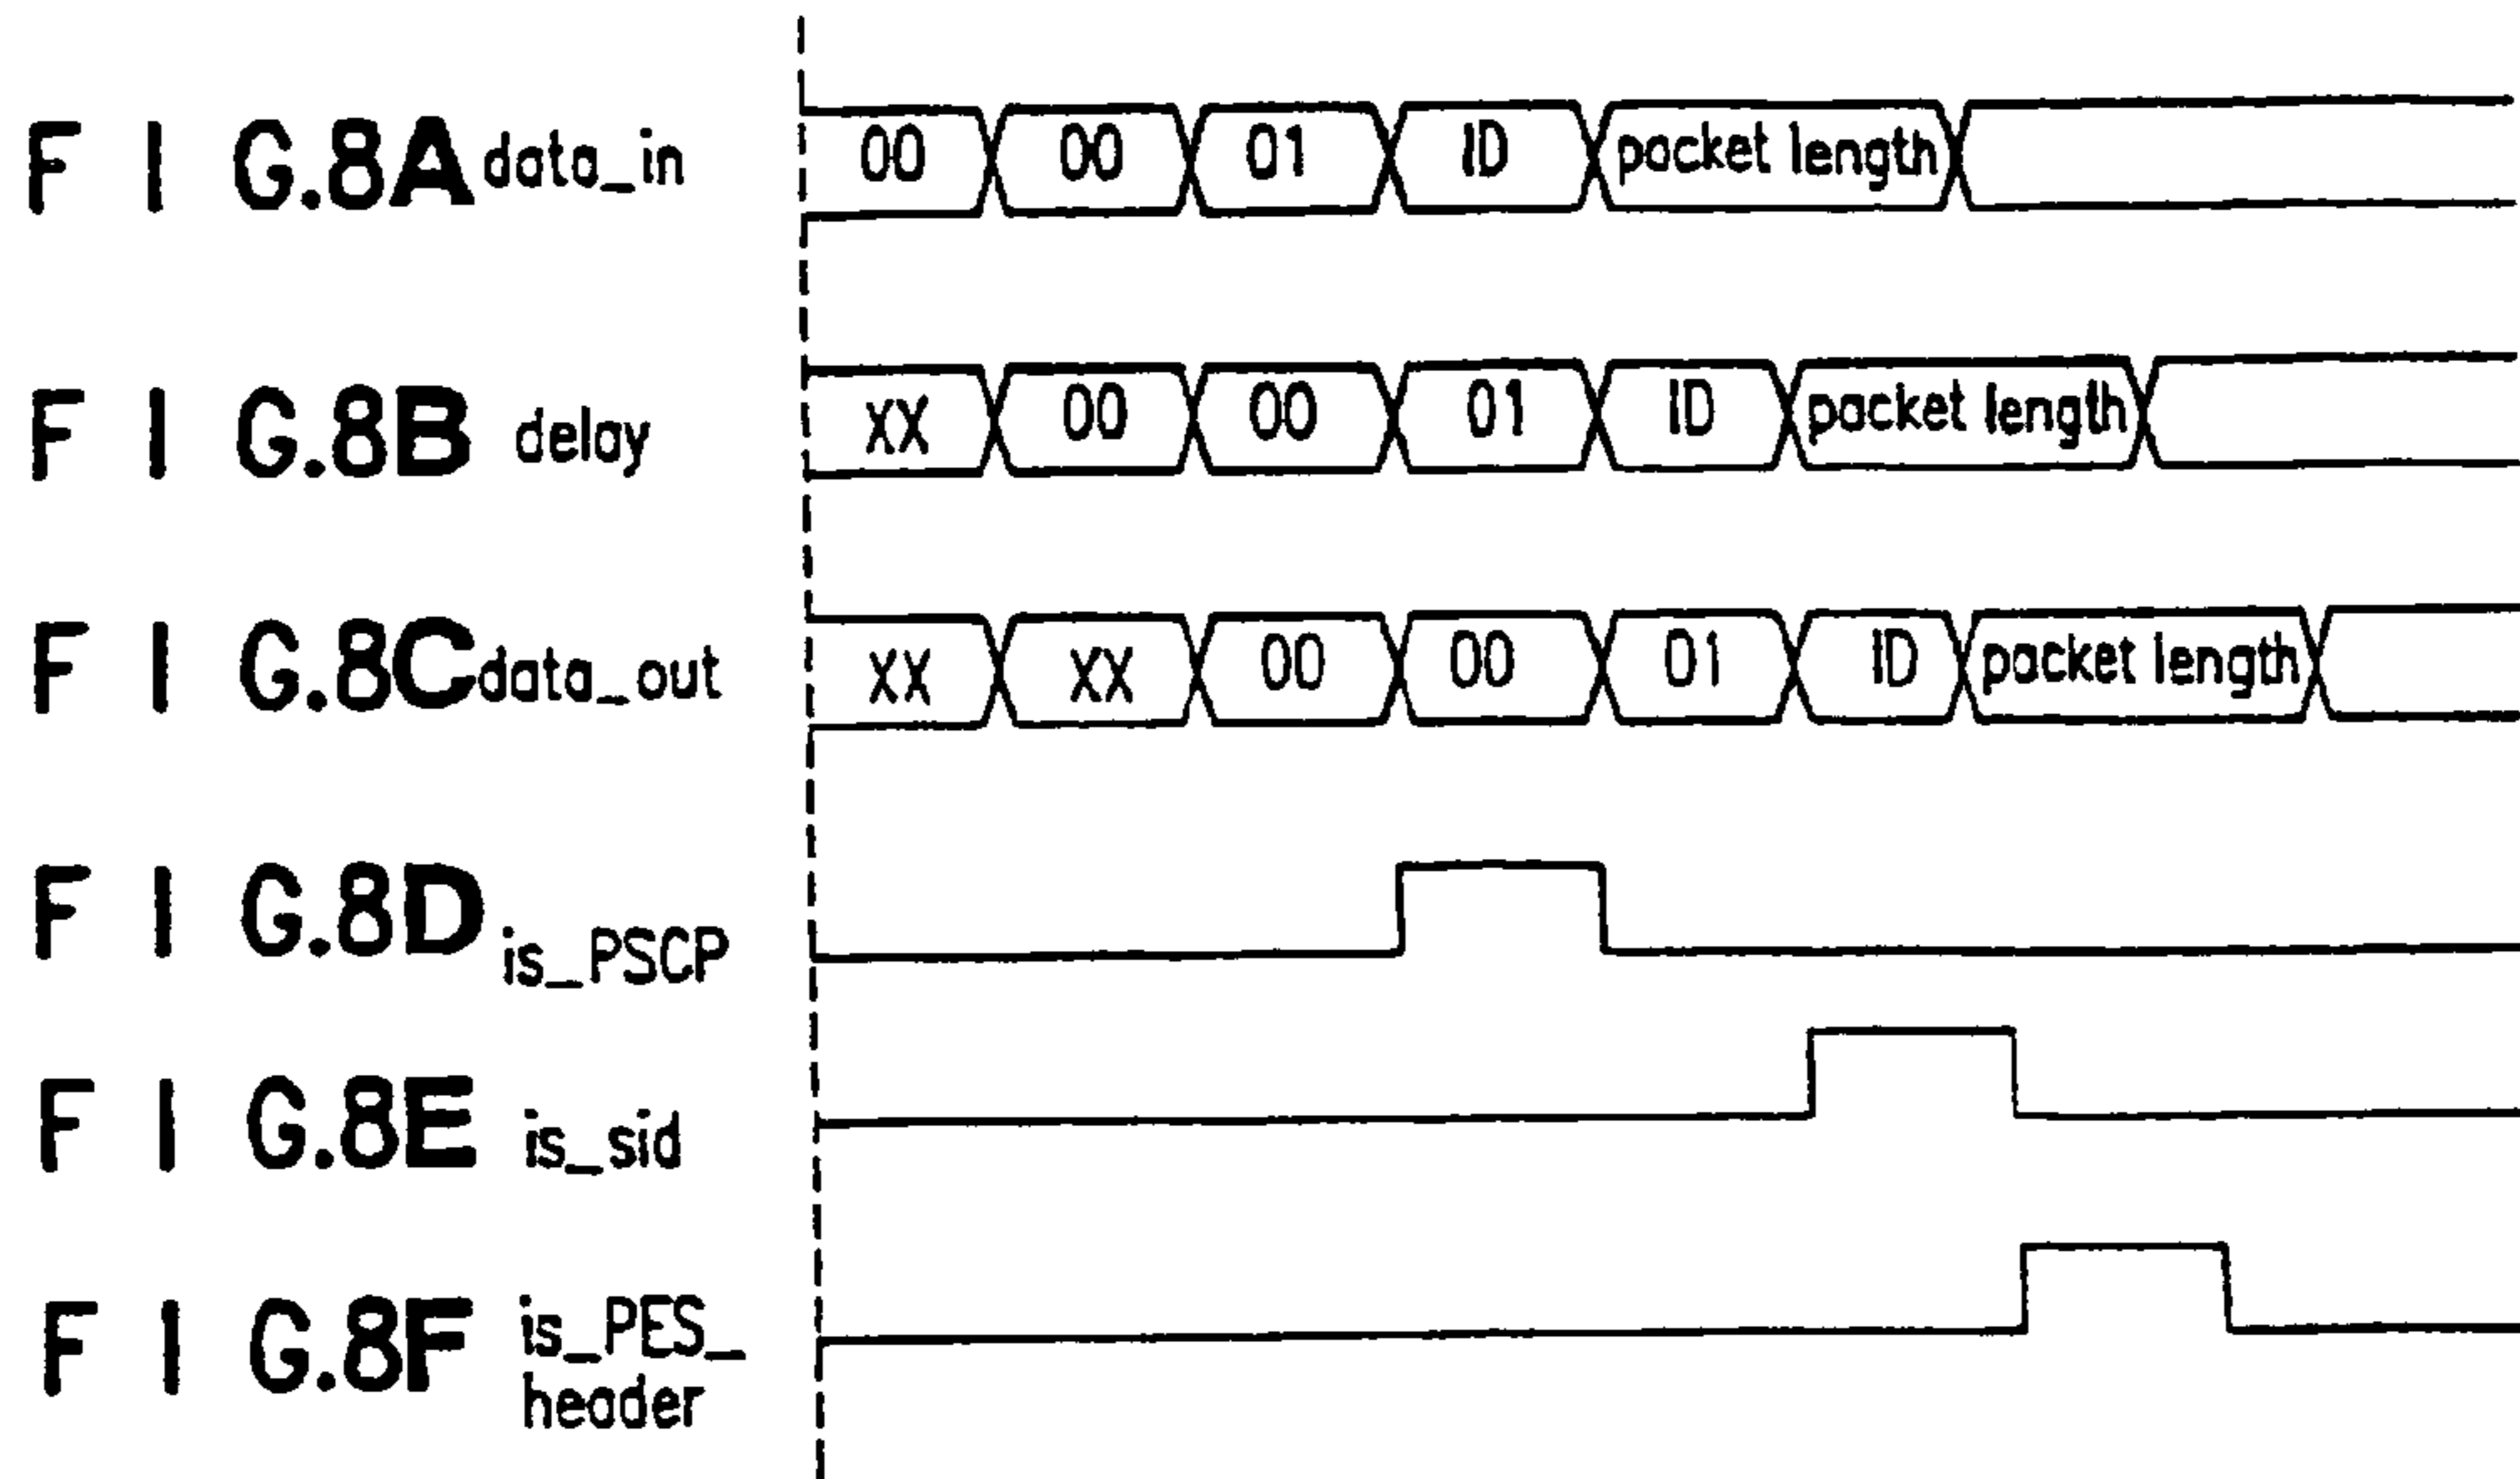 FIG.8A data_in 00 00 01 ID packet length
FIG.8B delay XX 00 00 01 ID packet length
FIG.8C data_out XX XX 00 00 01 ID packet length
FIG.8D is_PSCP
FIG.8E is_sid
FIG.8F is_PES_
header